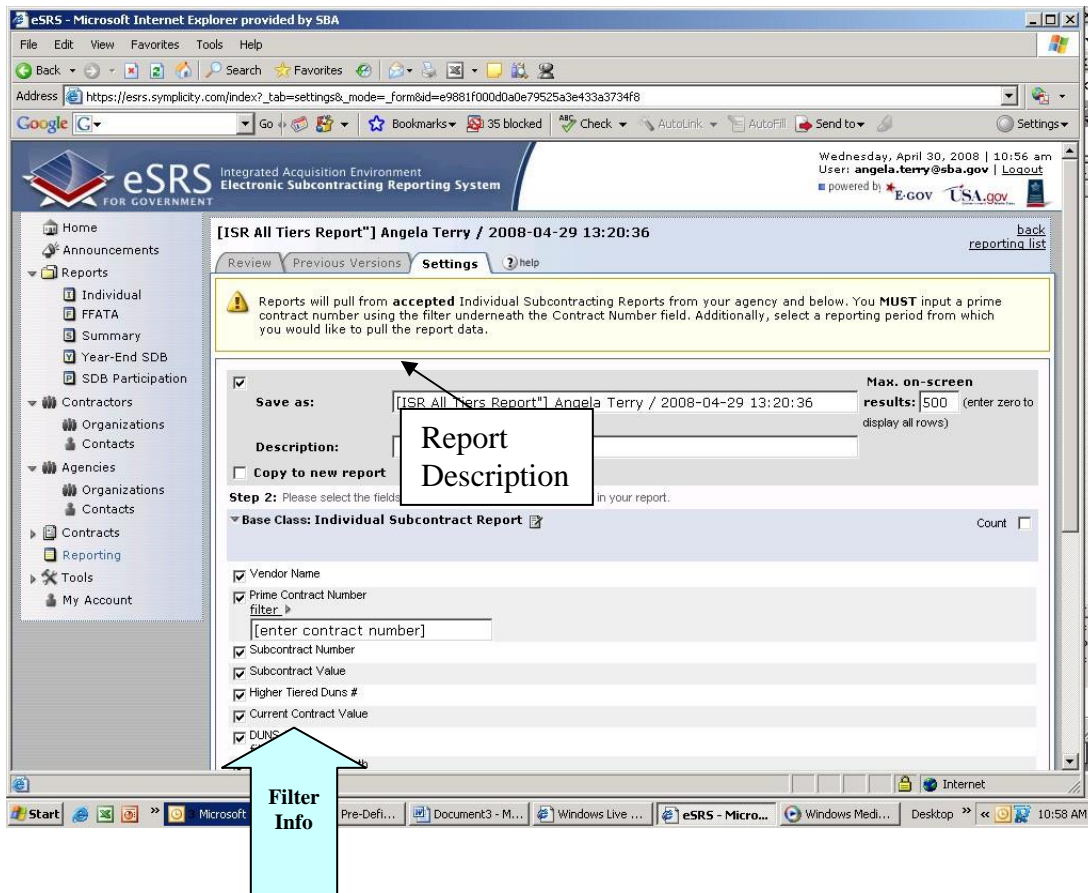 eSRS - Microsoft Internet Explorer provided by SBA
File Edit View Favorites Tools Help
Back Search Favorites
Address https://esrs.symplicity.com/index?_tab=settings&_mode=_form&id=e9881f000d0a0e79525a3e433a3734f8
Google G Go Bookmarks 35 blocked ABC Check AutoLink AutoFill Send to Settings
eSRS
FOR GOVERNMENT
Integrated Acquisition Environment
Electronic Subcontracting Reporting System
Wednesday, April 30, 2008 | 10:56 am
User: angela.terry@sba.gov | Logout
powered by E-GOV USA.gov
Home
Announcements
Reports
Individual
FFATA
Summary
Year-End SDB
SDB Participation
Contractors
Organizations
Contacts
Agencies
Organizations
Contacts
Contracts
Reporting
Tools
My Account
[ISR All Tiers Report"] Angela Terry / 2008-04-29 13:20:36
back
reporting list
Review Previous Versions Settings ? help
Reports will pull from accepted Individual Subcontracting Reports from your agency and below. You MUST input a prime
contract number using the filter underneath the Contract Number field. Additionally, select a reporting period from which
you would like to pull the report data.
Save as: [ISR All Tiers Report"] Angela Terry / 2008-04-29 13:20:36
Max. on-screen
results: 500 (enter zero to
display all rows)
Description:
Copy to new report
Report
Description
Step 2: Please select the fields in your report.
Base Class: Individual Subcontract Report
Count
Vendor Name
Prime Contract Number
filter
[enter contract number]
Subcontract Number
Subcontract Value
Higher Tiered Duns #
Current Contract Value
DUNS
Filter
Info
Internet
Start » 3 Microsoft Pre-Defi... Document3 - M... Windows Live ... eSRS - Micro... Windows Medi... Desktop » « 10:58 AM